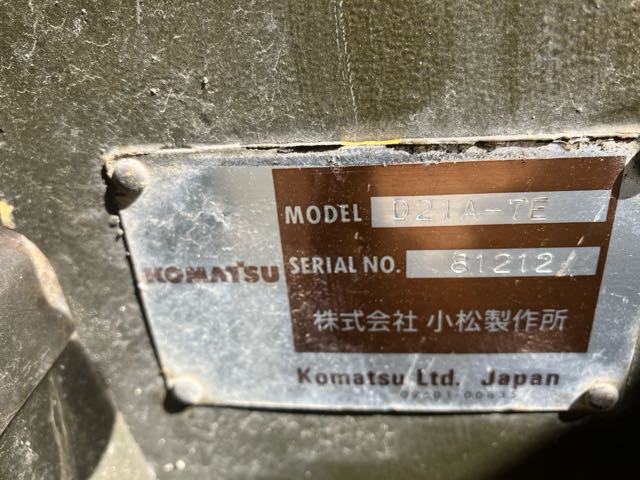 MODEL D21A-7E
KOMATSU SERIAL NO. 81212
株式会社 小松製作所
Komatsu Ltd. Japan